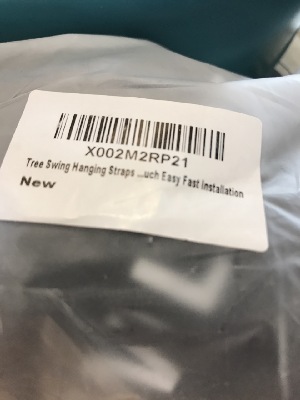 X002M2RP21
Tree Swing Hanging Straps ...uch Easy Fast Installation
New